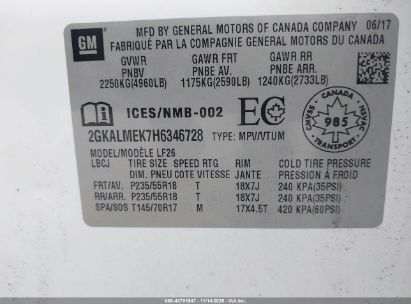 GM
MFD BY GENERAL MOTORS OF CANADA COMPANY 06/17
FABRIQUÉ PAR LA COMPAGNIE GENERAL MOTORS DU CANADA
GVWR GAWR FRT GAWR RR
PNBV PNBE AV. PNBE ARR.
2250KG(4960LB) 1175KG(2590LB) 1240KG(2733LB)
ICES/NMB-002 EC
CANADA
CMVSS NSVAC
985
TRANSPORT
2GKALMEK7H6346728 TYPE: MPV/VTUM
MODEL/MODÈLE LF26
LBCJ TIRE SIZE SPEED RTG RIM COLD TIRE PRESSURE
DIM. PNEU COTE VITESSE JANTE PRESSION À FROID
FRT/AV. P235/55R18 T 18X7J 240 KPA(35PSI)
RR/ARR. P235/55R18 T 18X7J 240 KPA(35PSI)
SPA/SOS T145/70R17 M 17X4.5T 420 KPA(60PSI)